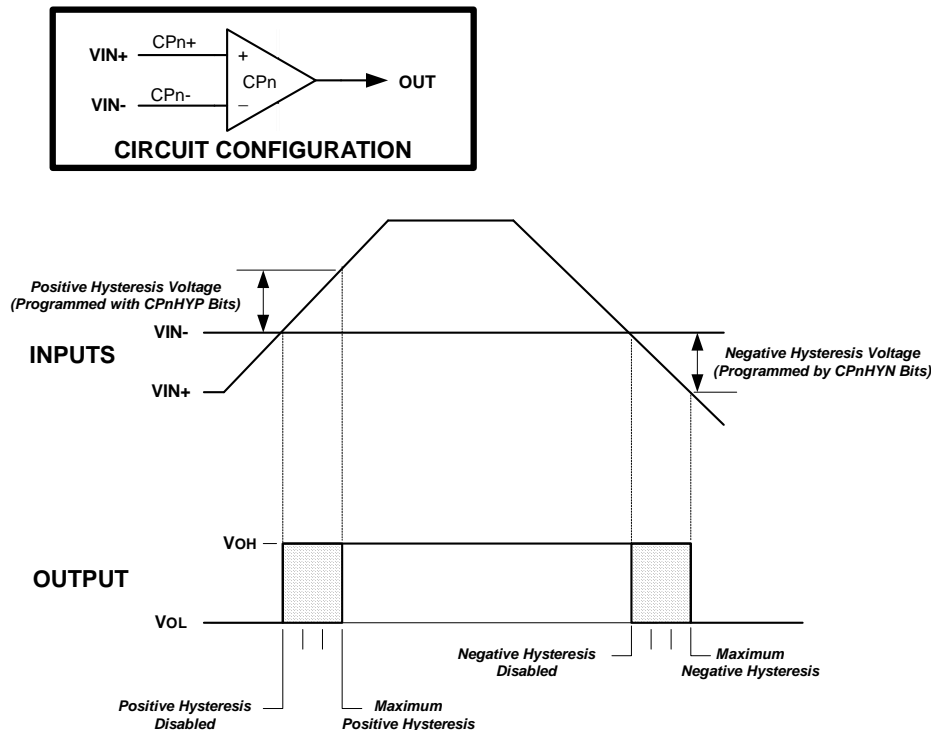 VIN+
CPn+
+
CPn
OUT
VIN-
CPn-
_
CIRCUIT CONFIGURATION
Positive Hysteresis Voltage
(Programmed with CPnHYP Bits)
VIN-
INPUTS
Negative Hysteresis Voltage
(Programmed by CPnHYN Bits)
VIN+
VOH
OUTPUT
VOL
Negative Hysteresis
Disabled
Maximum
Negative Hysteresis
Positive Hysteresis
Disabled
Maximum
Positive Hysteresis